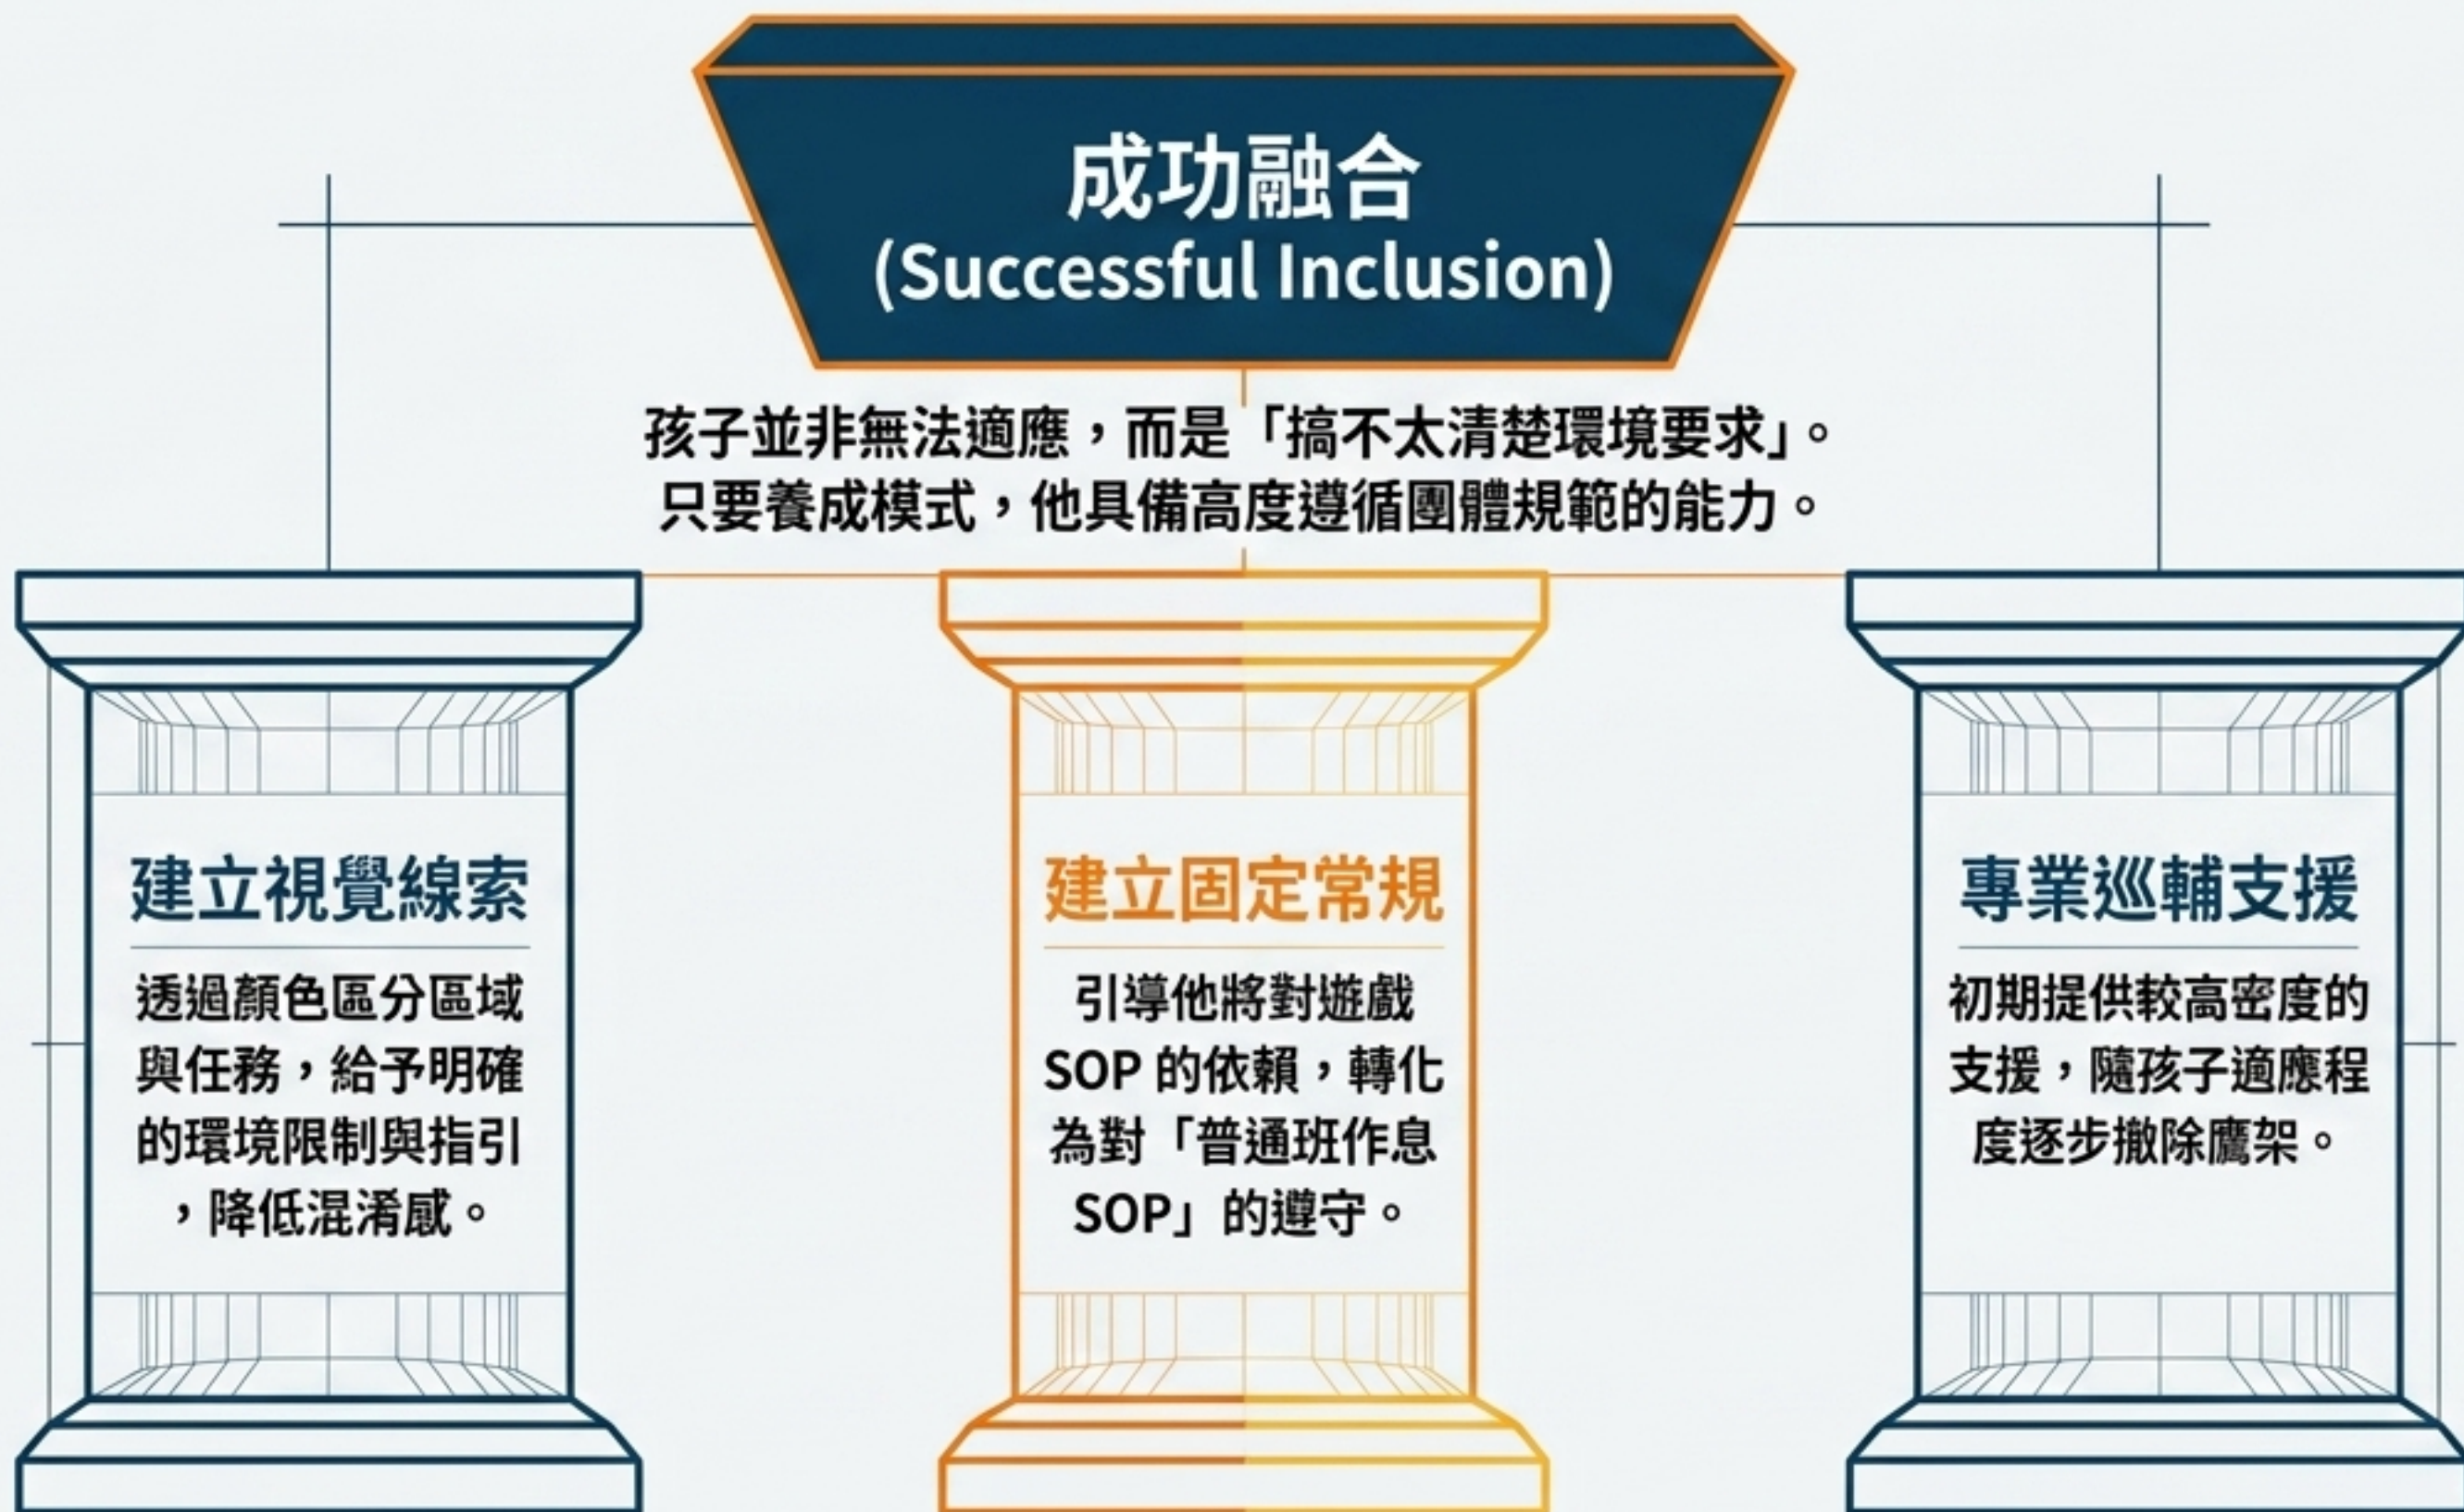 成功融合
(Successful Inclusion)
孩子並非無法適應，而是「搞不太清楚環境要求」。
只要養成模式，他具備高度遵循團體規範的能力。
建立視覺線索
透過顏色區分區域
與任務，給予明確
的環境限制與指引
，降低混淆感。
建立固定常規
引導他將對遊戲
SOP 的依賴，轉化
為對「普通班作息
SOP」的遵守。
專業巡輔支援
初期提供較高密度的
支援，隨孩子適應程
度逐步撤除鷹架。